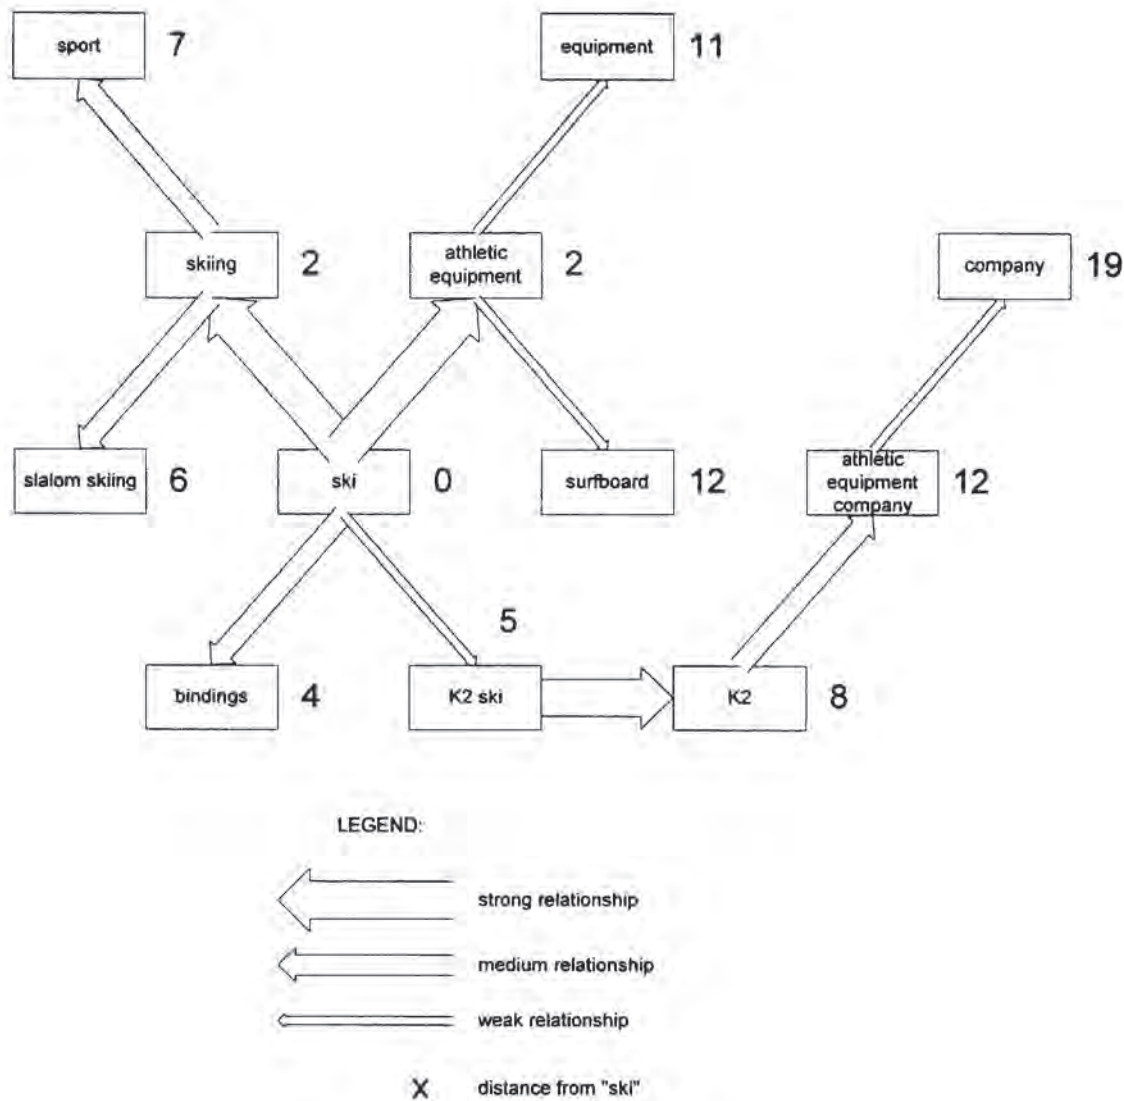 sport 7
equipment 11
skiing 2
athletic
equipment 2
company 19
slalom skiing 6
ski 0
surfboard 12
athletic
equipment
company 12
bindings 4
K2 ski 5
K2 8
LEGEND:
strong relationship
medium relationship
weak relationship
X distance from "ski"